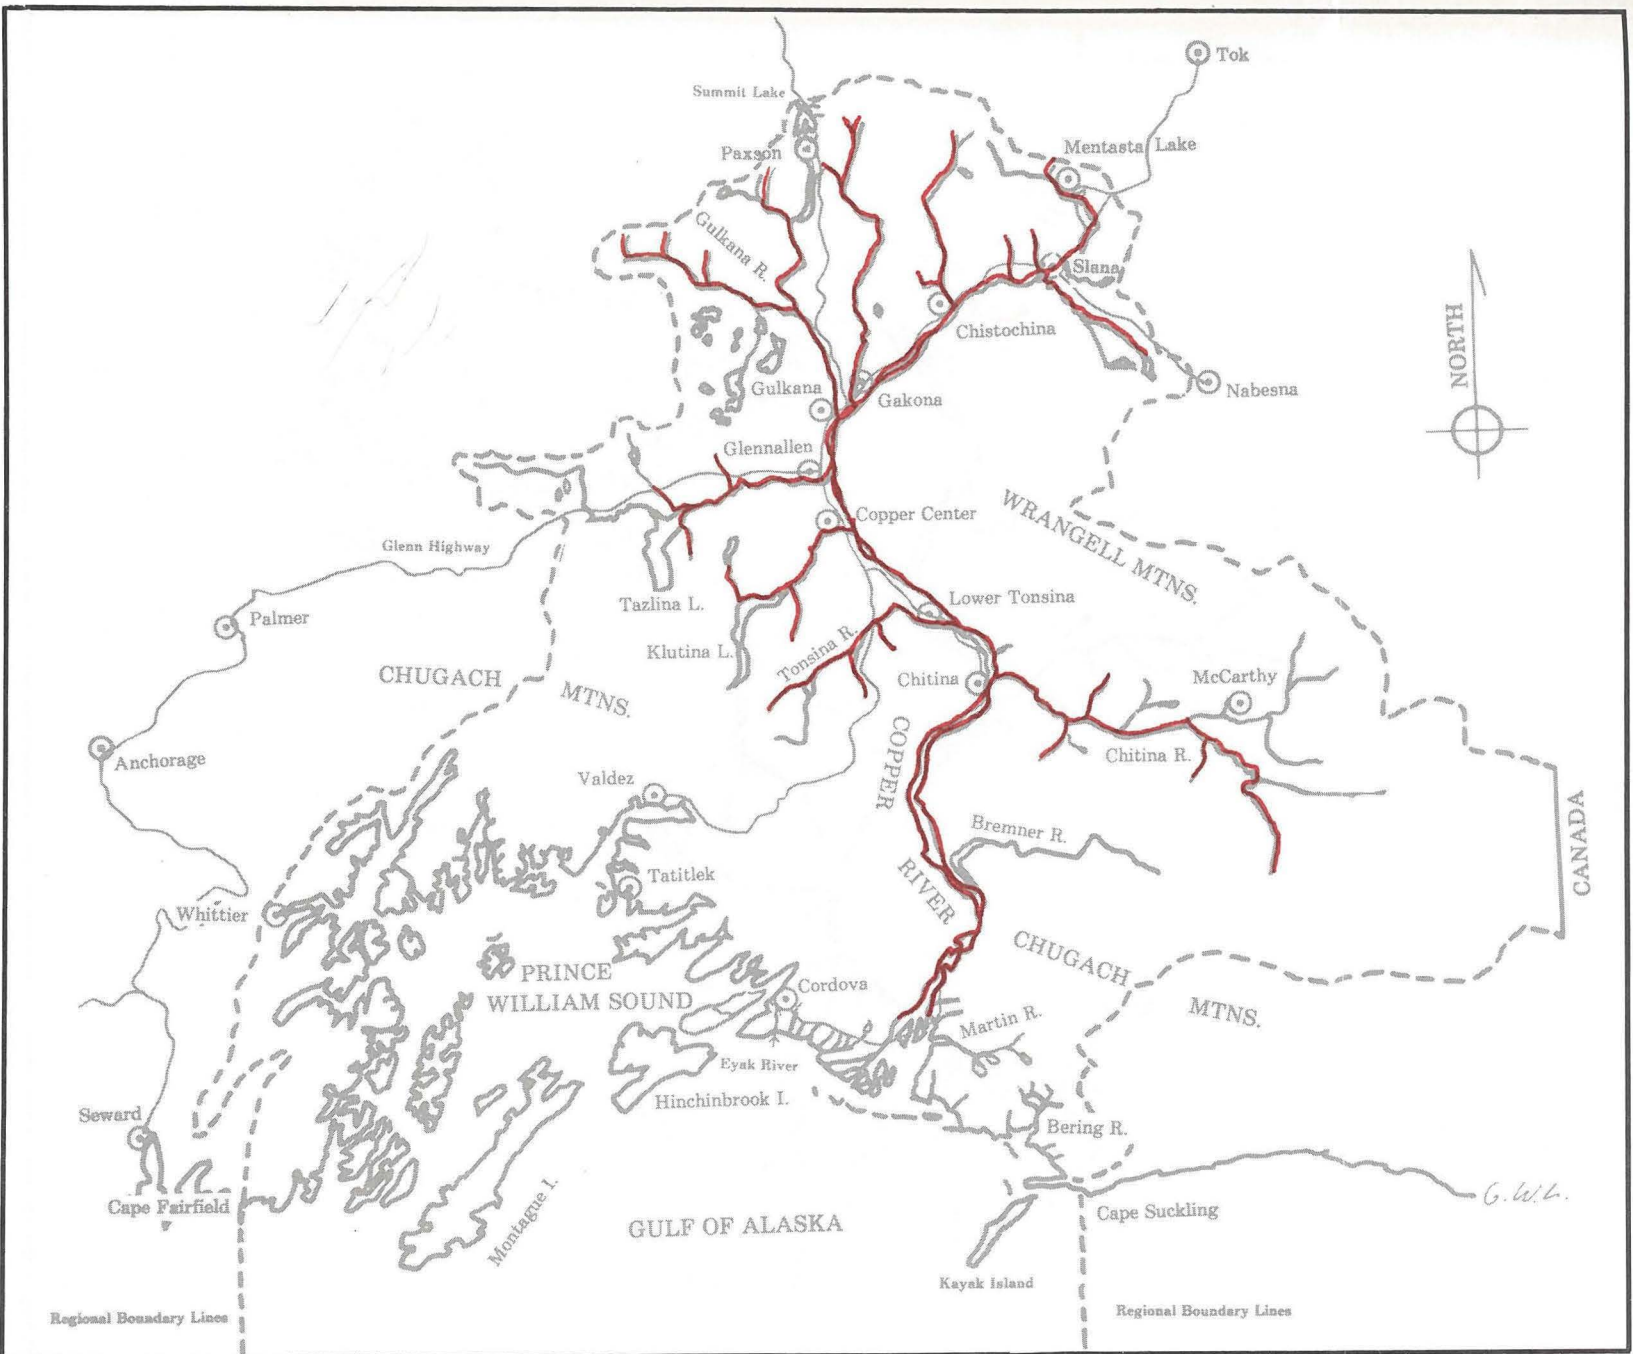 Tok
Summit Lake
Mentasta Lake
Paxson
Gulkana R.
Slana
Chistochina
NORTH
Gulkana
Gakona
Nabesna
Glennallen
WRANGELL MTNS.
Copper Center
Glenn Highway
Tazlina L.
Lower Tonsina
Palmer
Klutina L.
Tonsina R.
CHUGACH
MTNS.
Chitina
McCarthy
Anchorage
COPPER
RIVER
Chitina R.
Valdez
CANADA
Bremner R.
Tatitlek
Whittier
CHUGACH
MTNS.
PRINCE
WILLIAM SOUND
Cordova
Martin R.
Eyak River
Hinchinbrook I.
Seward
Bering R.
Cape Fairfield
Montague I.
G.W.L.
Cape Suckling
GULF OF ALASKA
Kayak Island
Regional Boundary Lines
Regional Boundary Lines